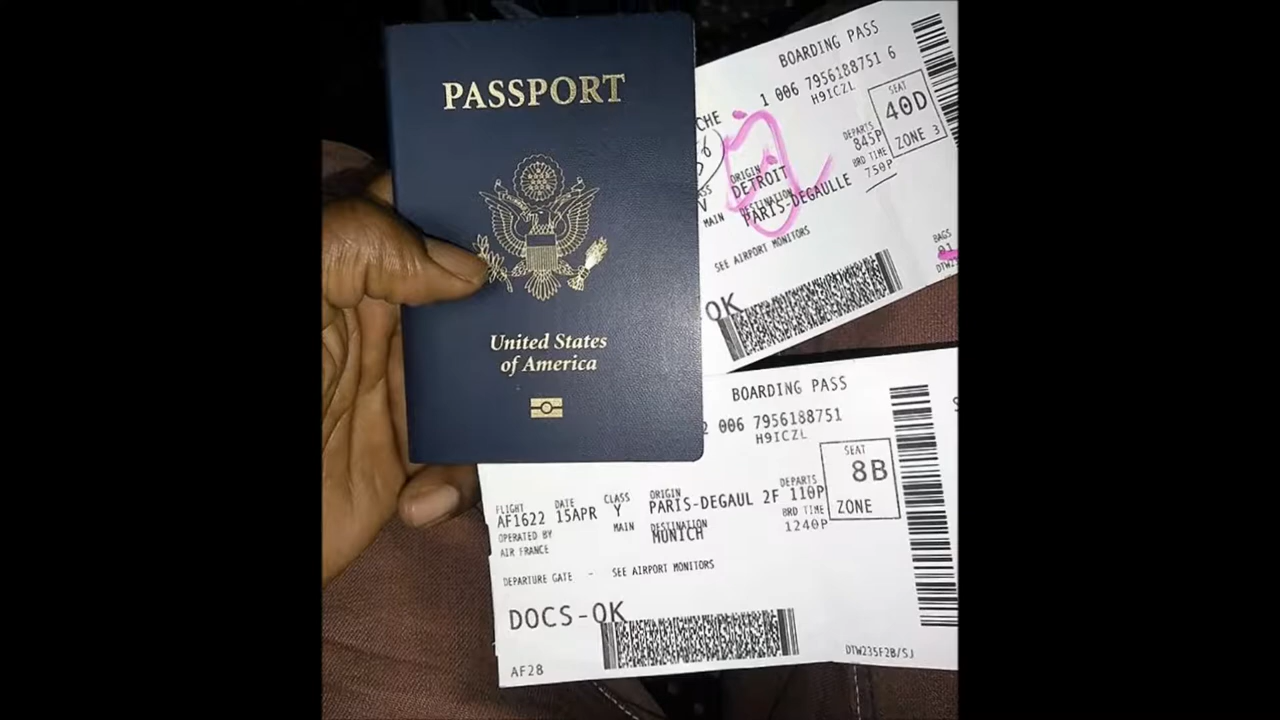 PASSPORT
United States
of America
BOARDING PASS
1 006 7956188751 6
H9ICZL
CHE
SEAT
40D
ZONE 3
DEPARTS
845P
BRD TIME
750P
ORIGIN
DETROIT
DESTINATION
PARIS-DEGAULLE
V
MAIN
SEE AIRPORT MONITORS
BAGS
01
OK
BOARDING PASS
2 006 7956188751
H9ICZL
SEAT
8B
ZONE
FLIGHT DATE CLASS ORIGIN DEPARTS
AF1622 15APR Y PARIS-DEGAUL 2F 110P
OPERATED BY MAIN DESTINATION BRD TIME
AIR FRANCE MUNICH 1240P
DEPARTURE GATE - SEE AIRPORT MONITORS
DOCS-OK
AF28
DTW235F2B/SJ